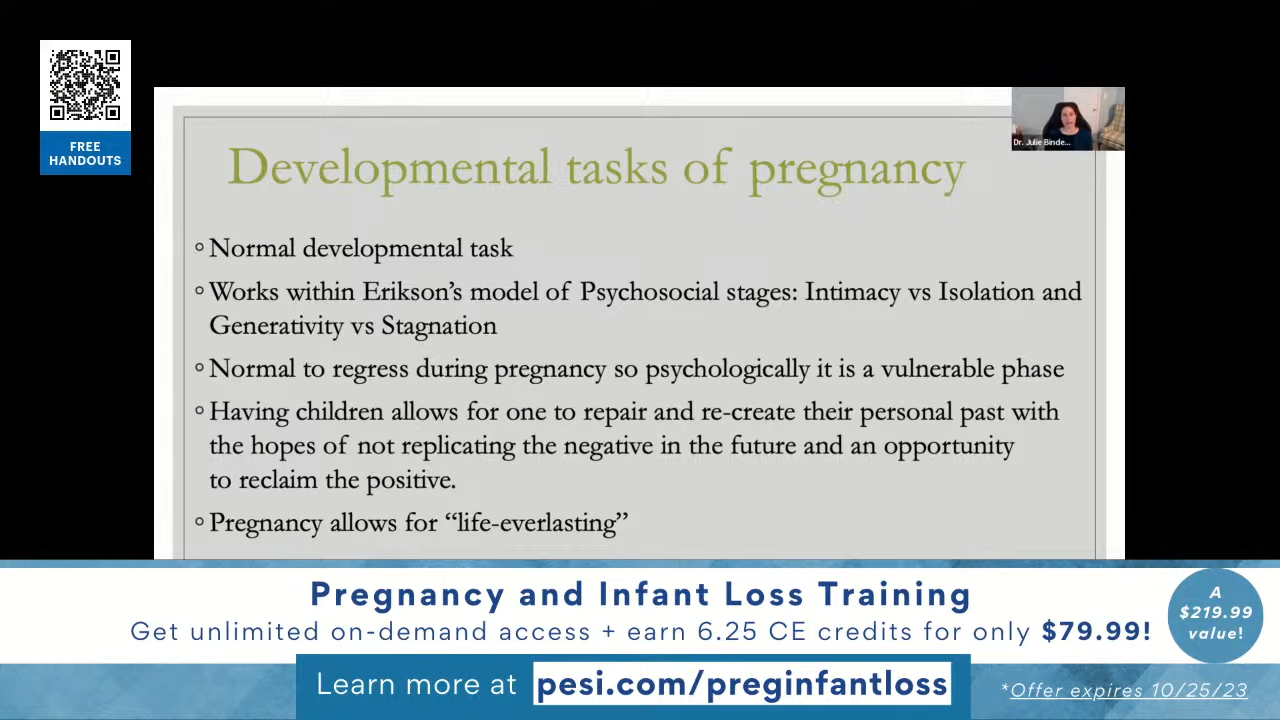 FREE
HANDOUTS
Dr. Julie Binde...
Developmental tasks of pregnancy
Normal developmental task
Works within Erikson’s model of Psychosocial stages: Intimacy vs Isolation and
Generativity vs Stagnation
Normal to regress during pregnancy so psychologically it is a vulnerable phase
Having children allows for one to repair and re-create their personal past with
the hopes of not replicating the negative in the future and an opportunity
to reclaim the positive.
Pregnancy allows for “life-everlasting”
Pregnancy and Infant Loss Training
Get unlimited on-demand access + earn 6.25 CE credits for only $79.99!
A
$219.99
value!
Learn more at pesi.com/preginfantloss
*Offer expires 10/25/23